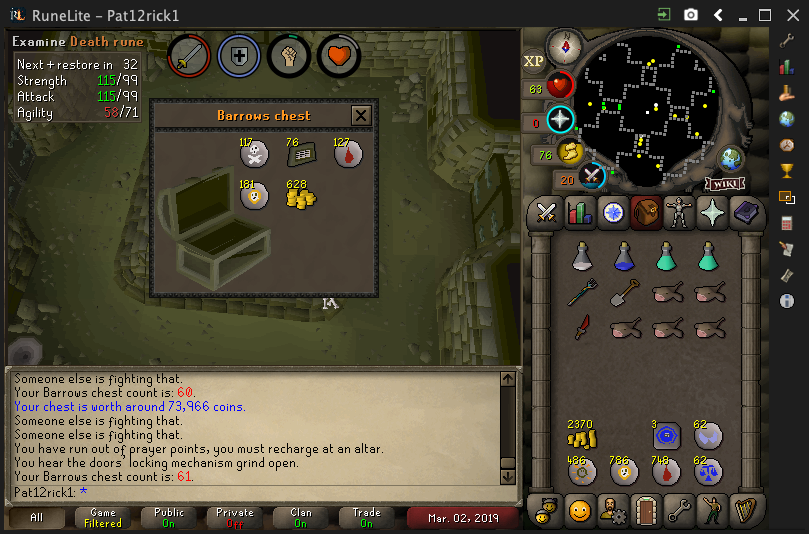 RuneLite - Pat12rick1
Examine Death rune
Next + restore in 32
Strength 115/99
Attack 115/99
Agility 58/71
XP
63
0
76
20
WIKI
Barrows chest
117 76 127
181 628
2370 3 62
486 786 748 62
Someone else is fighting that.
Your Barrows chest count is: 60.
Your chest is worth around 73,966 coins.
Someone else is fighting that.
Someone else is fighting that.
You have run out of prayer points, you must recharge at an altar.
You hear the doors' locking mechanism grind open.
Your Barrows chest count is: 61.
Pat12rick1: *
All
Game
Filtered
Public
On
Private
Off
Clan
On
Trade
On
Mar. 02, 2019